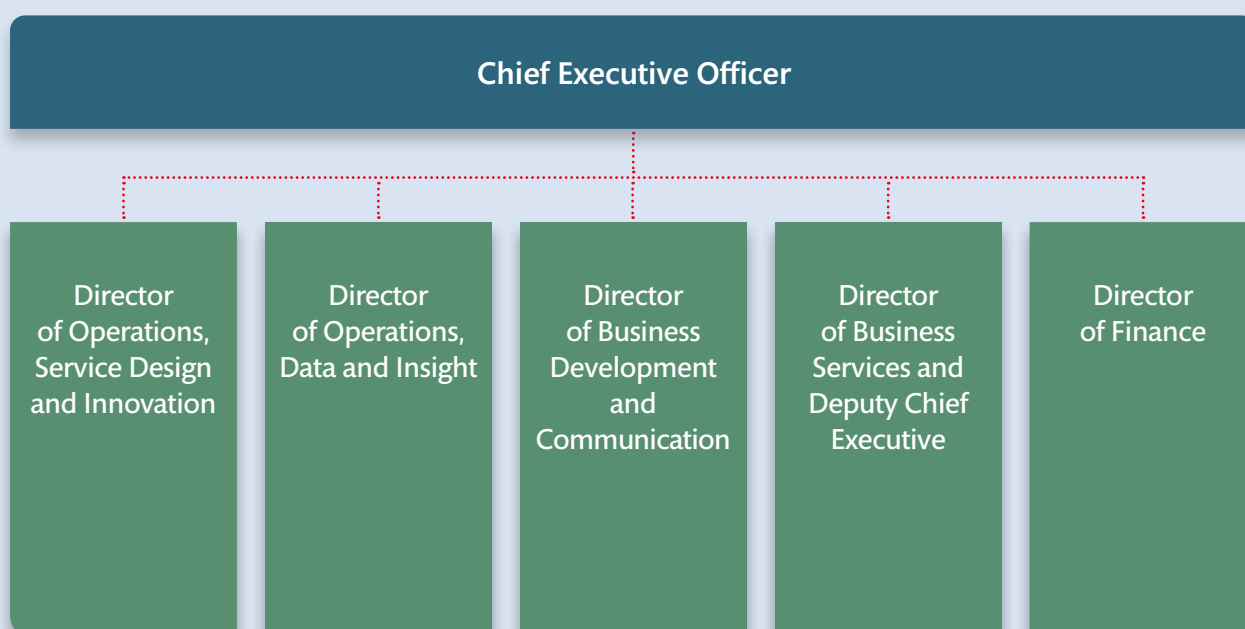 Chief Executive Officer
Director
of Operations,
Service Design
and Innovation
Director
of Operations,
Data and Insight
Director
of Business
Development
and
Communication
Director
of Business
Services and
Deputy Chief
Executive
Director
of Finance